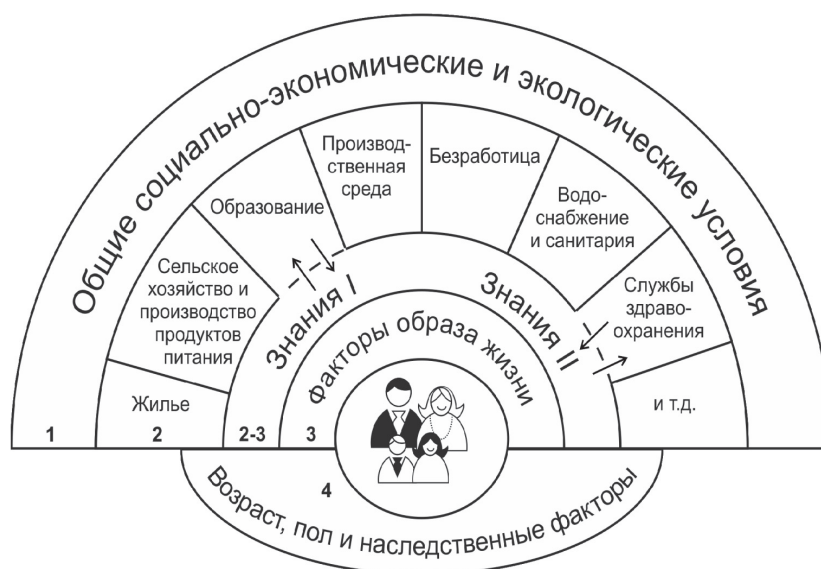 Общие социально-экономические и экологические условия
Производ-
ственная
среда
Безработица
Образование
Водо-
снабжение
и санитария
Сельское
хозяйство и
производство
продуктов
питания
Знания I
Знания II
Службы
здраво-
охранения
Факторы образа жизни
Жилье
и т.д.
1
2
2-3
3
4
Возраст, пол и наследственные факторы